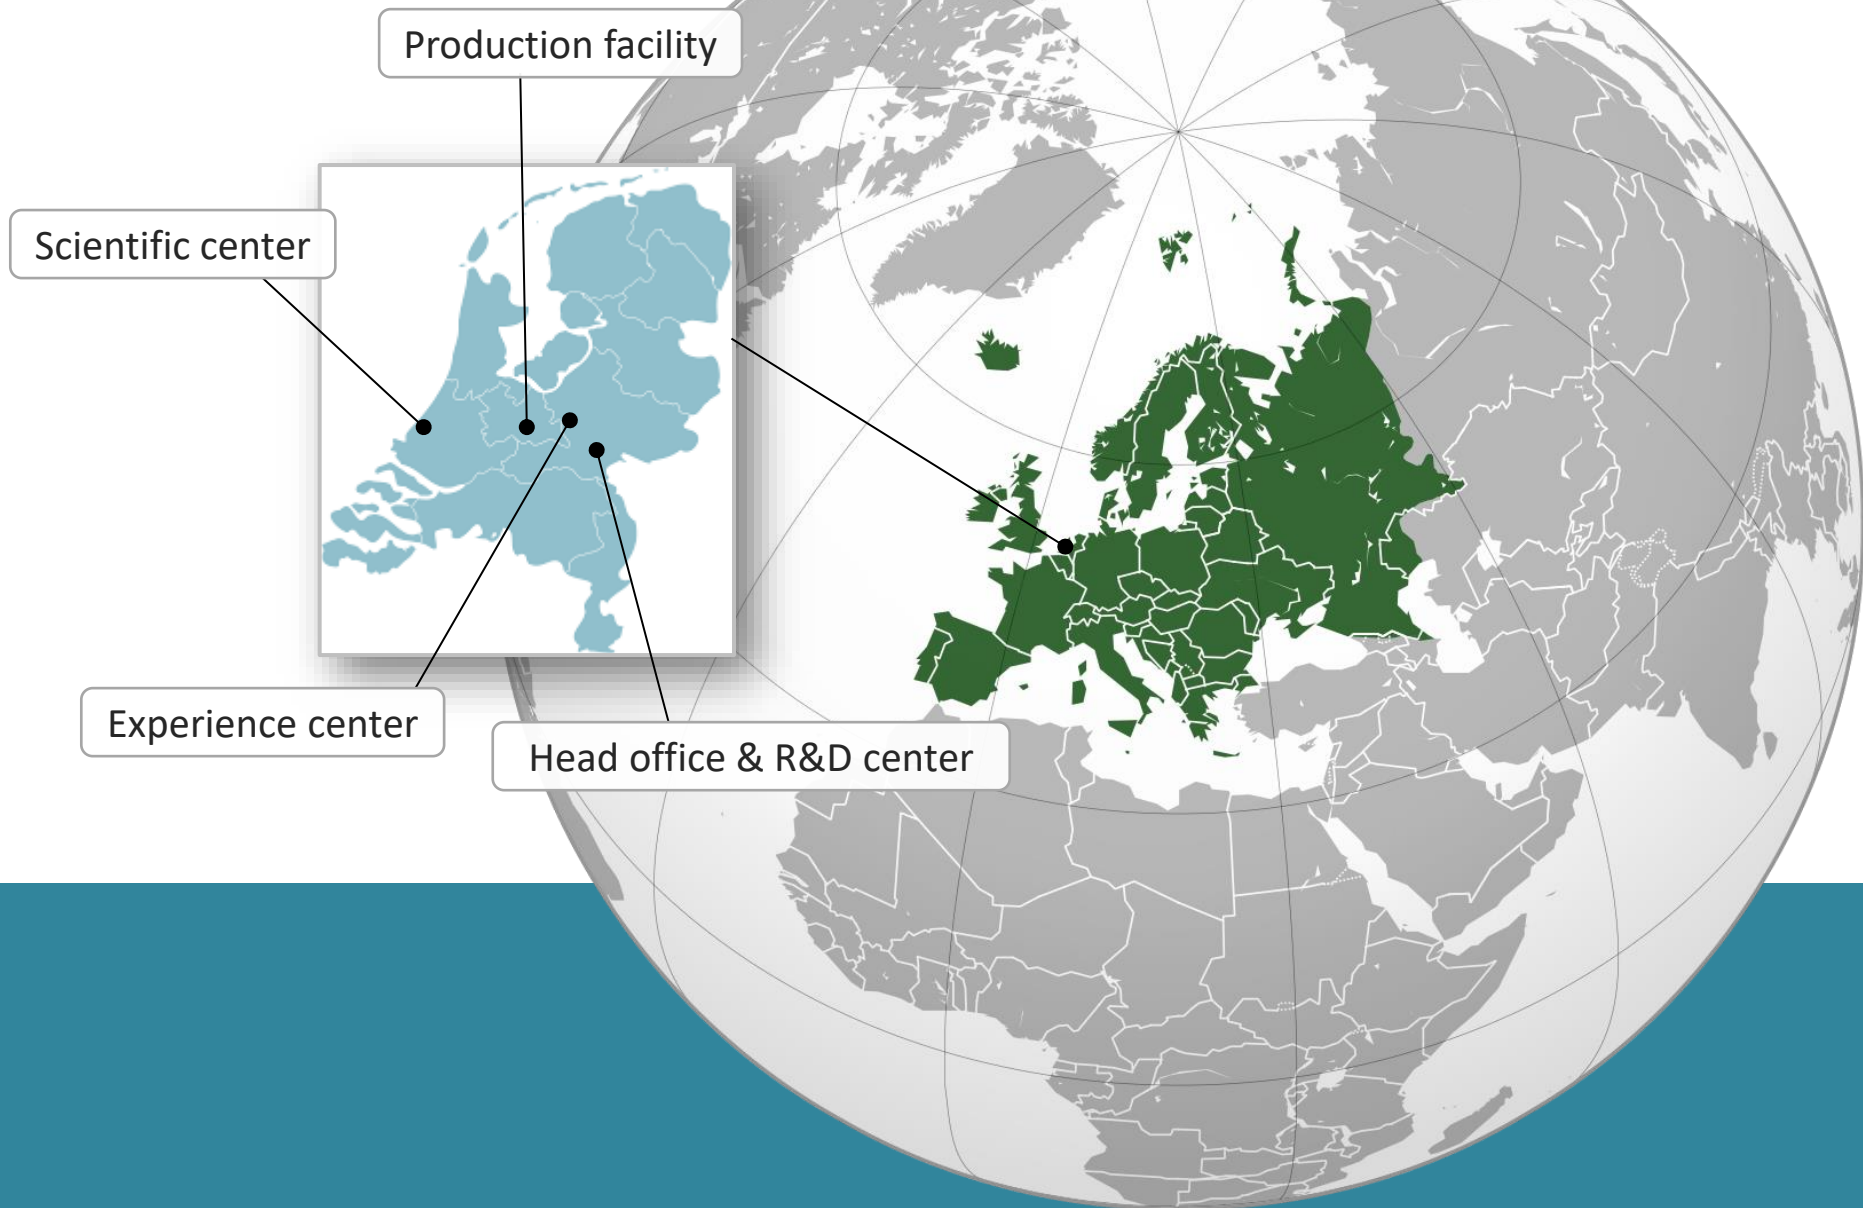 Production facility
Scientific center
Experience center
Head office & R&D center